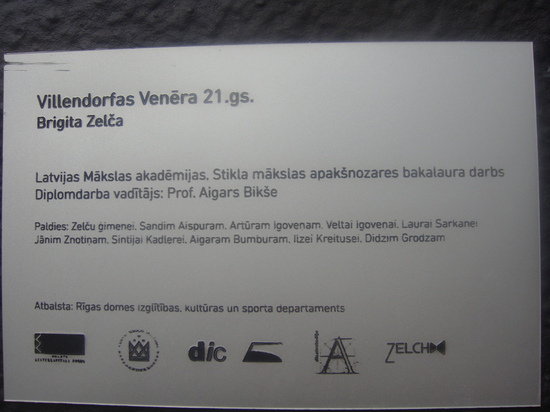 Villendorfas Venēra 21.gs.
Brigita Zelča
Latvijas Mākslas akadēmijas, Stikla mākslas apakšnozares bakalaura darbs
Diplomdarba vadītājs: Prof. Aigars Bikše
Paldies: Zelču ģimenei, Sandim Aispuram, Artūram Igovenam, Veltai Igovenai, Laurai Sarkanei
Jānim Znotiņam, Sintijai Kadlerei, Aigaram Bumburam, Ilzei Kreitusei, Didzim Grodzam
Atbalsta: Rīgas domes izglītības, kultūras un sporta departaments
dic
A
ZELCH